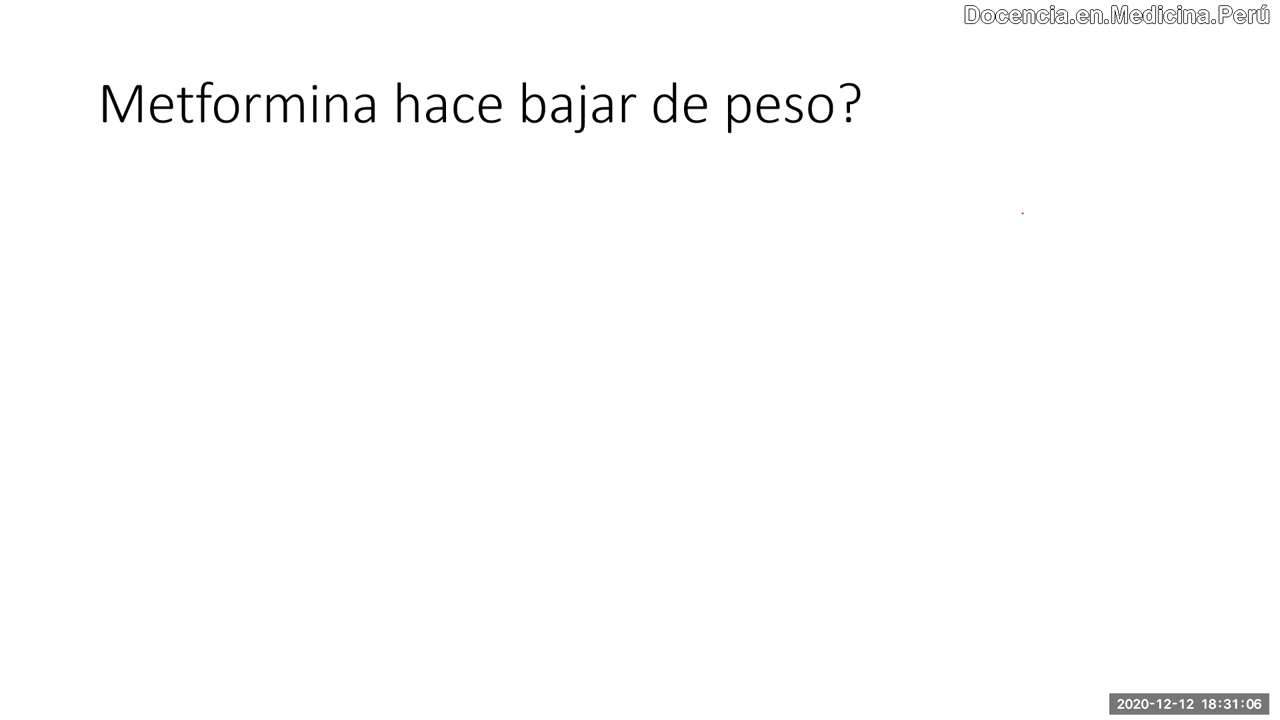 Docencia.en.Medicina.Perú
Metformina hace bajar de peso?
2020-12-12 18:31:06